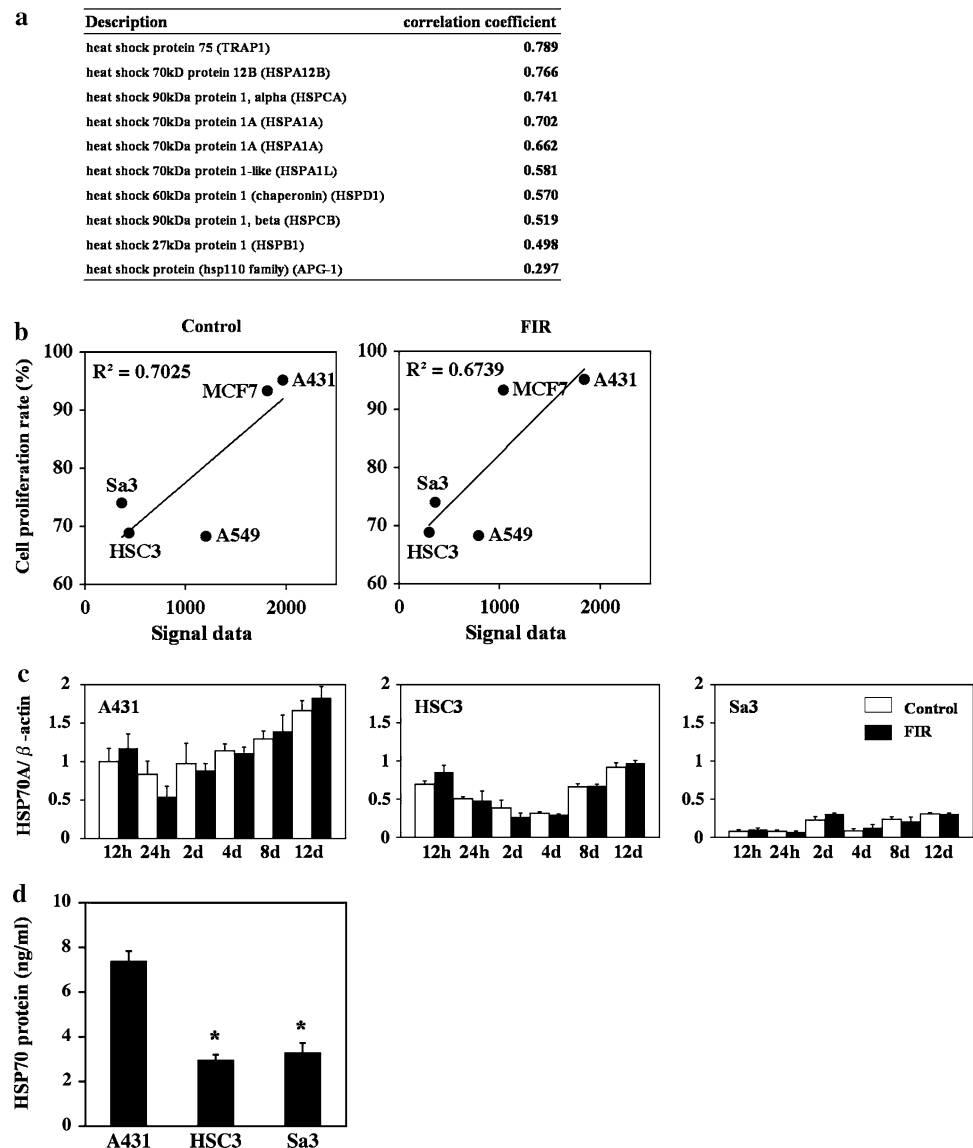 a
Description correlation coefficient
heat shock protein 75 (TRAP1) 0.789
heat shock 70kD protein 12B (HSPA12B) 0.766
heat shock 90kDa protein 1, alpha (HSPCA) 0.741
heat shock 70kDa protein 1A (HSPA1A) 0.702
heat shock 70kDa protein 1A (HSPA1A) 0.662
heat shock 70kDa protein 1-like (HSPA1L) 0.581
heat shock 60kDa protein 1 (chaperonin) (HSPD1) 0.570
heat shock 90kDa protein 1, beta (HSPCB) 0.519
heat shock 27kDa protein 1 (HSPB1) 0.498
heat shock protein (hsp110 family) (APG-1) 0.297
b
Control
Cell proliferation rate (%)
100
90
80
70
60
R² = 0.7025
MCF7
A431
Sa3
HSC3
A549
0 1000 2000
Signal data
FIR
100
90
80
70
60
R² = 0.6739
MCF7
A431
Sa3
HSC3
A549
0 1000 2000
Signal data
c
HSP70A/β-actin
2
1.5
1
0.5
0
A431
12h 24h 2d 4d 8d 12d
2
1.5
1
0.5
0
HSC3
12h 24h 2d 4d 8d 12d
2
1.5
1
0.5
0
Sa3
Control
FIR
12h 24h 2d 4d 8d 12d
d
HSP70 protein (ng/ml)
10
8
6
4
2
0
* *
A431 HSC3 Sa3